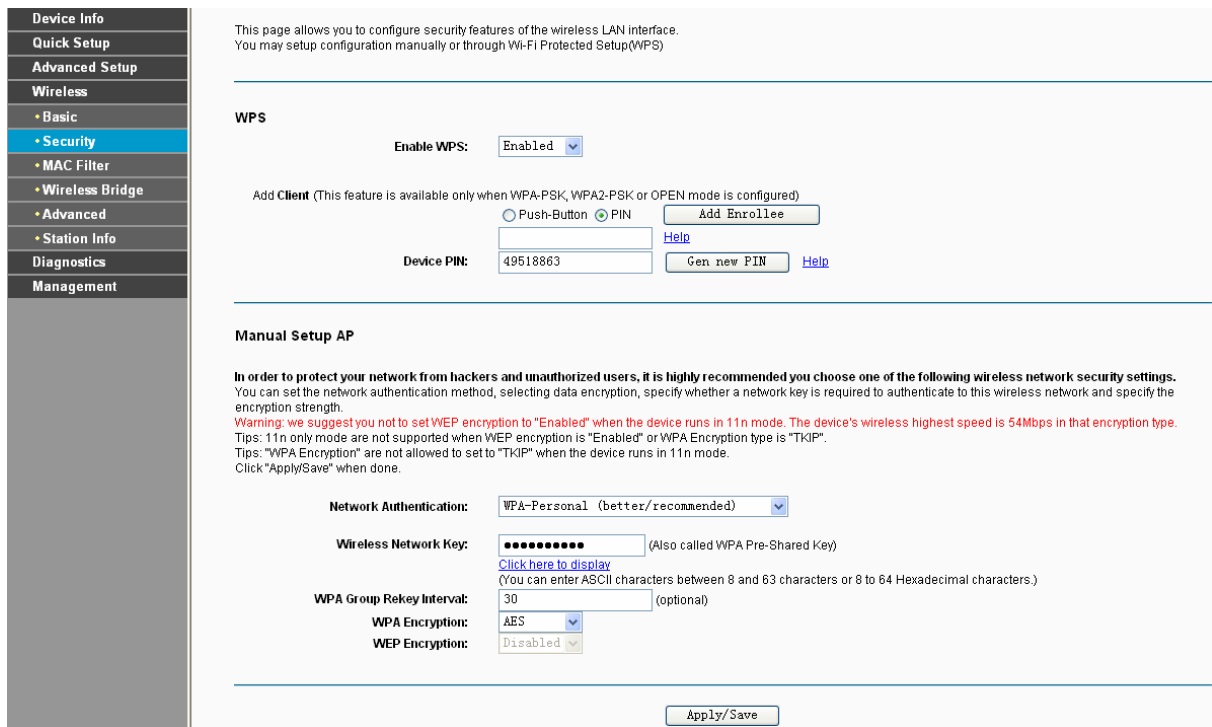 Device Info
Quick Setup
Advanced Setup
Wireless
• Basic
• Security
• MAC Filter
• Wireless Bridge
• Advanced
• Station Info
Diagnostics
Management
This page allows you to configure security features of the wireless LAN interface.
You may setup configuration manually or through Wi-Fi Protected Setup(WPS)
WPS
Enable WPS: Enabled
Add Client (This feature is available only when WPA-PSK, WPA2-PSK or OPEN mode is configured)
Push-Button PIN Add Enrollee
Help
Device PIN: 49518863 Gen new PIN Help
Manual Setup AP
In order to protect your network from hackers and unauthorized users, it is highly recommended you choose one of the following wireless network security settings.
You can set the network authentication method, selecting data encryption, specify whether a network key is required to authenticate to this wireless network and specify the
encryption strength.
Warning: we suggest you not to set WEP encryption to "Enabled" when the device runs in 11n mode. The device's wireless highest speed is 54Mbps in that encryption type.
Tips: 11n only mode are not supported when WEP encryption is "Enabled" or WPA Encryption type is "TKIP".
Tips: "WPA Encryption" are not allowed to set to "TKIP" when the device runs in 11n mode.
Click "Apply/Save" when done.
Network Authentication: WPA-Personal (better/recommended)
Wireless Network Key: •••••••••• (Also called WPA Pre-Shared Key)
Click here to display
(You can enter ASCII characters between 8 and 63 characters or 8 to 64 Hexadecimal characters.)
WPA Group Rekey Interval: 30 (optional)
WPA Encryption: AES
WEP Encryption: Disabled
Apply/Save